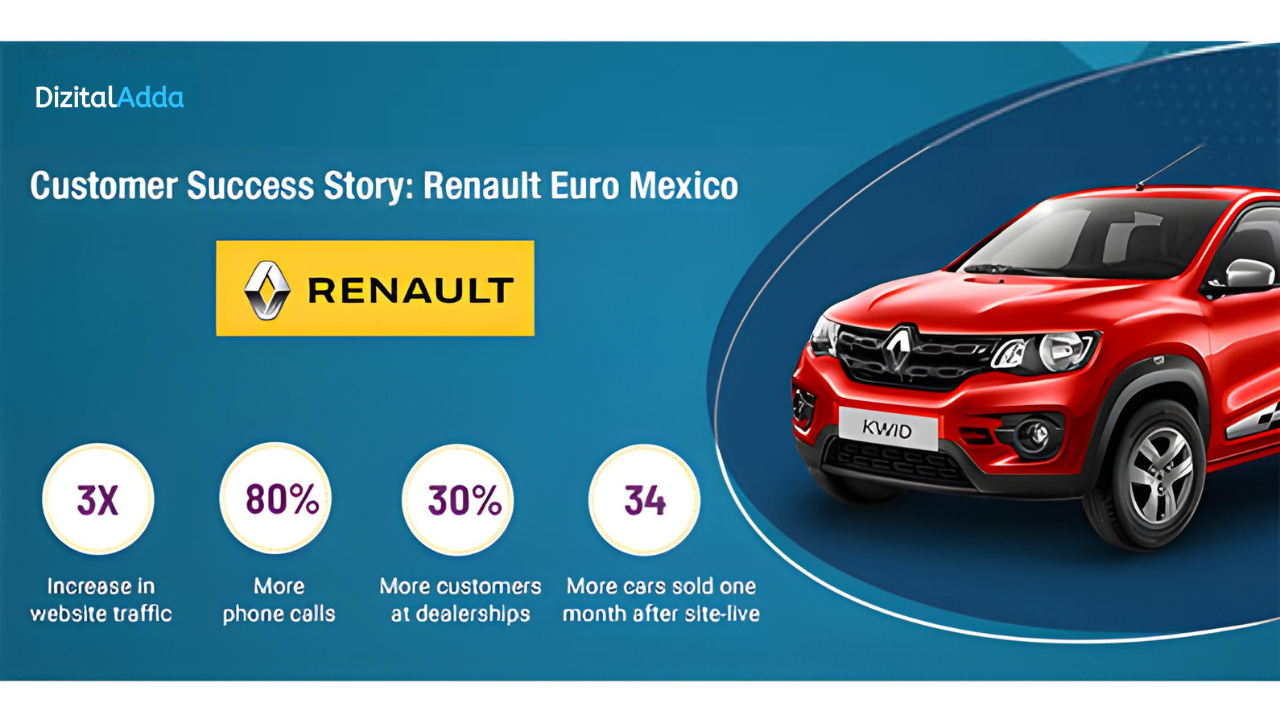 DizitalAdda
Customer Success Story: Renault Euro Mexico
RENAULT
3X
Increase in
website traffic
80%
More
phone calls
30%
More customers
at dealerships
34
More cars sold one
month after site-live
KWID